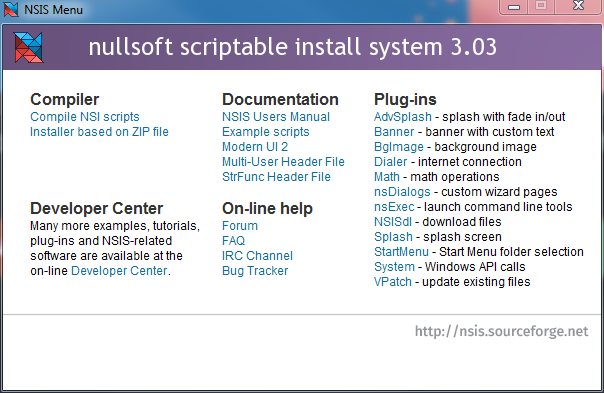 NSIS Menu
nullsoft scriptable install system 3.03
Compiler
Compile NSI scripts
Installer based on ZIP file
Documentation
NSIS Users Manual
Example scripts
Modern UI 2
Multi-User Header File
StrFunc Header File
Plug-ins
AdvSplash - splash with fade in/out
Banner - banner with custom text
BgImage - background image
Dialer - internet connection
Math - math operations
nsDialogs - custom wizard pages
nsExec - launch command line tools
NSISdl - download files
Splash - splash screen
StartMenu - Start Menu folder selection
System - Windows API calls
VPatch - update existing files
Developer Center
Many more examples, tutorials,
plug-ins and NSIS-related
software are available at the
on-line Developer Center.
On-line help
Forum
FAQ
IRC Channel
Bug Tracker
http://nsis.sourceforge.net